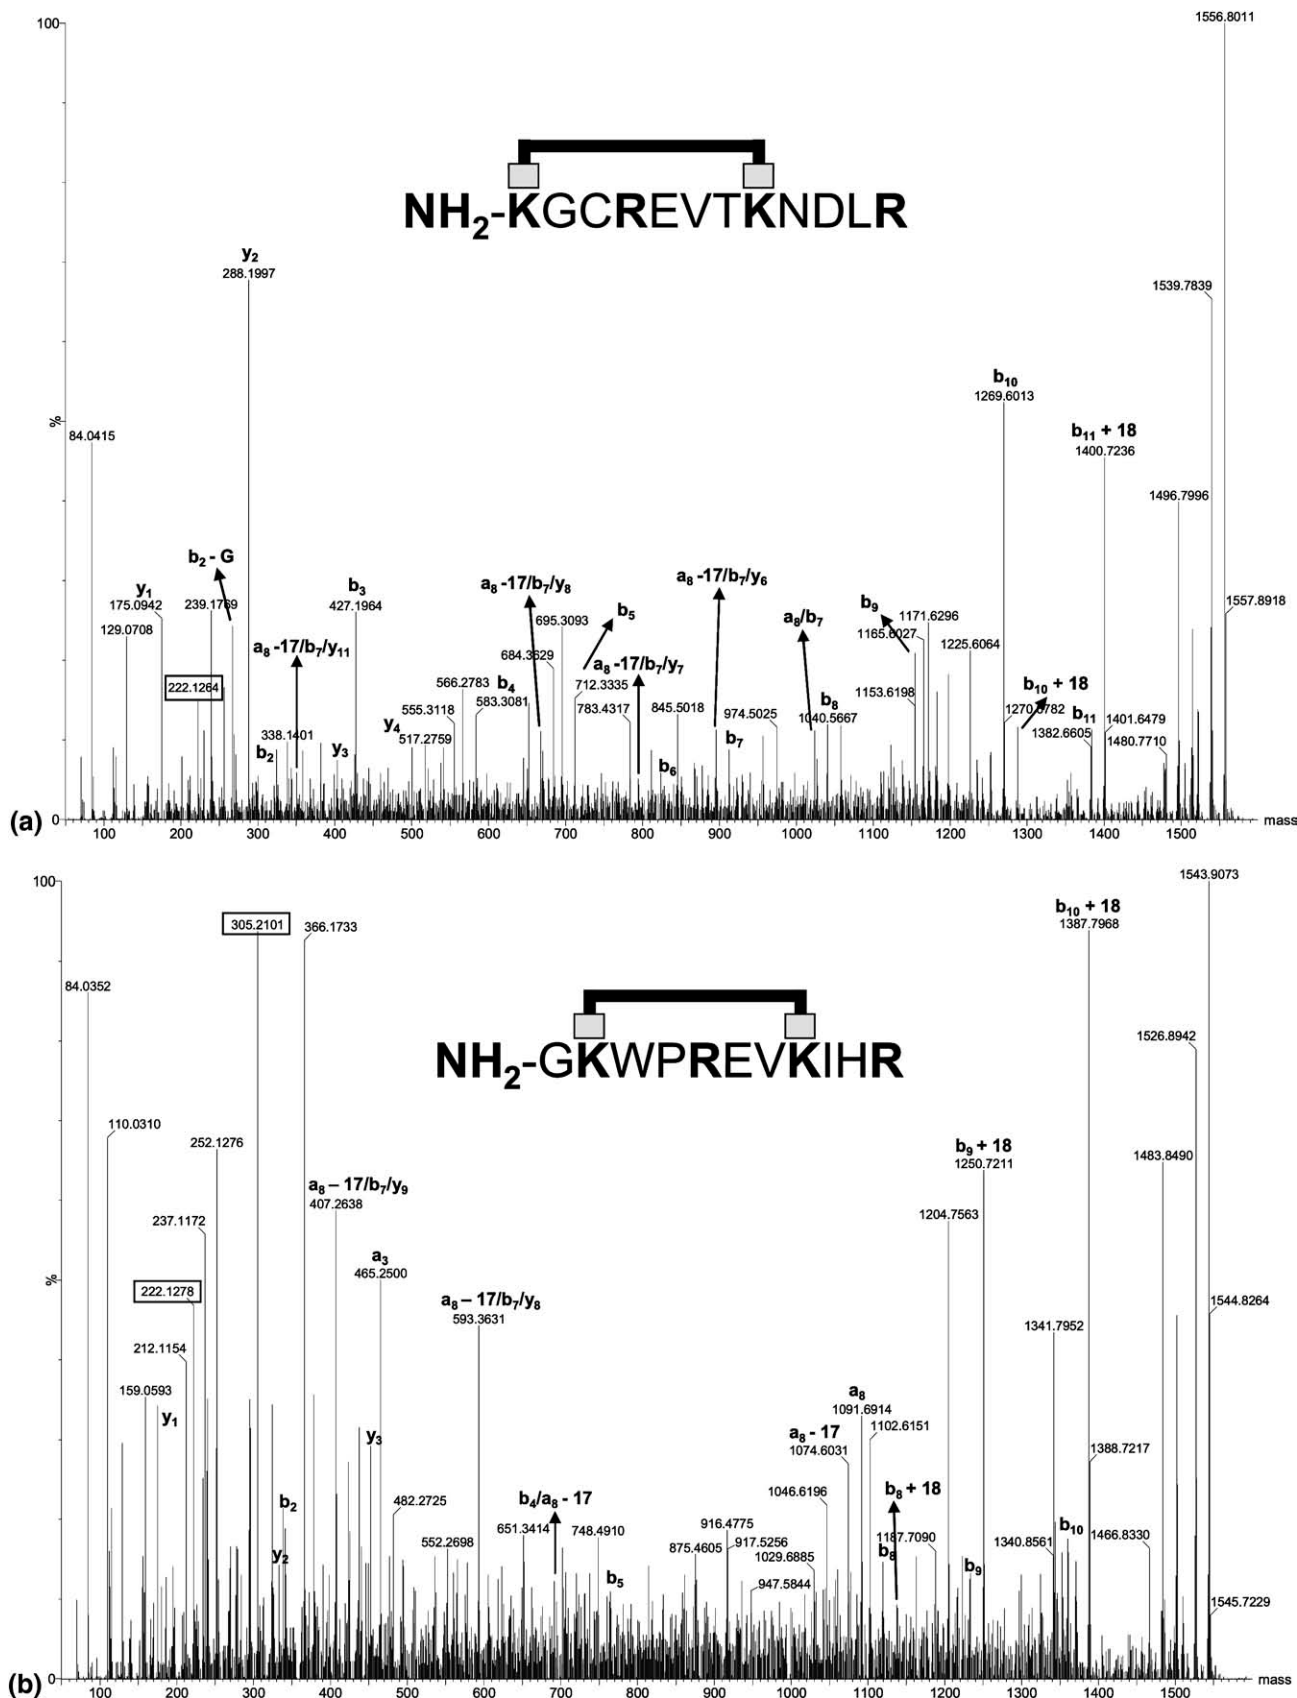 100
1556.8011
NH2-KGCREVTKNDLR
y2
288.1997
1539.7839
b10
1269.6013
%
84.0415
b11 + 18
1400.7236
1496.7996
b2 - G
y1
175.0942
239.1769
129.0708
b3
427.1964
a8 -17/b7/y8
695.3093
b5
a8 -17/b7/y6
a8/b7
b9
1171.6296
1165.6027
1557.8918
a8 -17/b7/y11
684.3629
a8 -17/b7/y7
1225.6064
222.1264
566.2783
b4
583.3081
712.3335
1153.6198
b10 + 18
555.3118
783.4317
845.5018
974.5025
b8
1040.5667
b11
1382.6605
1401.6479
338.1401
y4
517.2759
1480.7710
b2
y3
b7
b6
(a)
100 200 300 400 500 600 700 800 900 1000 1100 1200 1300 1400 1500
mass
100
1543.9073
305.2101
366.1733
b10 + 18
1387.7968
84.0352
NH2-GKWPREVKIHR
1526.8942
110.0310
252.1276
b9 + 18
1250.7211
1483.8490
a8 – 17/b7/y9
407.2638
237.1172
1204.7563
a3
465.2500
%
222.1278
a8 – 17/b7/y8
593.3631
1544.8264
212.1154
1341.7952
159.0593
y1
a8
1091.6914
1102.6151
y3
a8 - 17
1074.6031
1388.7217
b2
482.2725
b4/a8 - 17
b8 + 18
1046.6196
y2
552.2698
651.3414
748.4910
916.4775
917.5256
875.4605
1029.6885
1187.7090
b8
b10
1340.8561
1466.8330
b5
947.5844
b9
1545.7229
(b)
100 200 300 400 500 600 700 800 900 1000 1100 1200 1300 1400 1500
mass